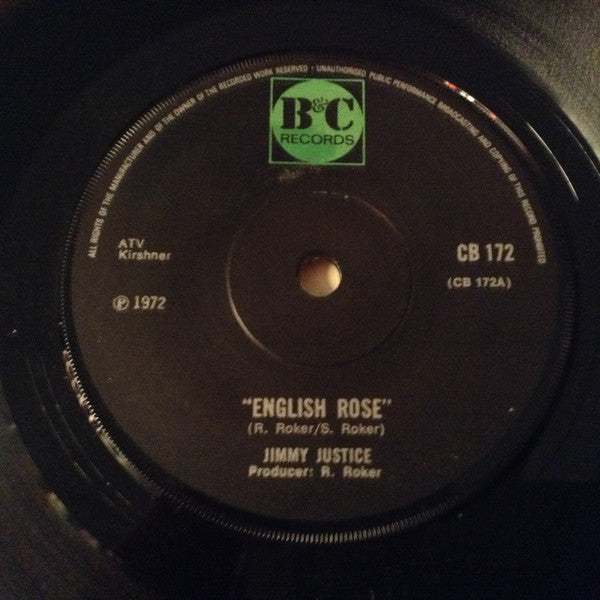 ALL RIGHTS OF THE MANUFACTURER AND OF THE OWNER OF THE RECORDED WORK RESERVED · UNAUTHORISED PUBLIC PERFORMANCE BROADCASTING AND COPYING OF THIS RECORD PROHIBITED
B&C
RECORDS
ATV
Kirshner
CB 172
(CB 172A)
℗ 1972
"ENGLISH ROSE"
(R. Roker/S. Roker)
JIMMY JUSTICE
Producer: R. Roker